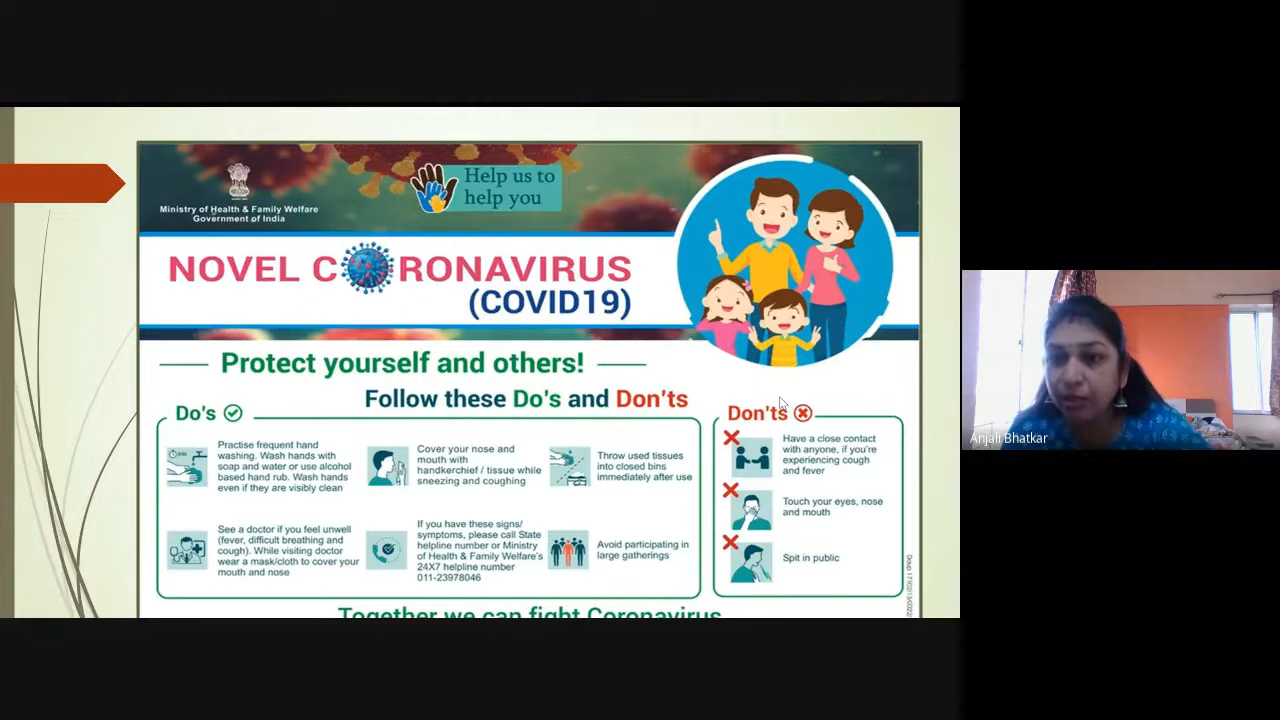 Help us to
help you
Ministry of Health & Family Welfare
Government of India
NOVEL CORONAVIRUS
(COVID19)
Protect yourself and others!
Follow these Do's and Don'ts
Do's
Practise frequent hand
washing. Wash hands with
soap and water or use alcohol
based hand rub. Wash hands
even if they are visibly clean
Cover your nose and
mouth with
handkerchief / tissue while
sneezing and coughing
Throw used tissues
into closed bins
immediately after use
See a doctor if you feel unwell
(fever, difficult breathing and
cough). While visiting doctor
wear a mask/cloth to cover your
mouth and nose
If you have these signs/
symptoms, please call State
helpline number or Ministry
of Health & Family Welfare's
24X7 helpline number
011-23978046
Avoid participating in
large gatherings
Don'ts
Have a close contact
with anyone, if you're
experiencing cough
and fever
Touch your eyes, nose
and mouth
Spit in public
Together we can fight Coronavirus
Anjali Bhatkar